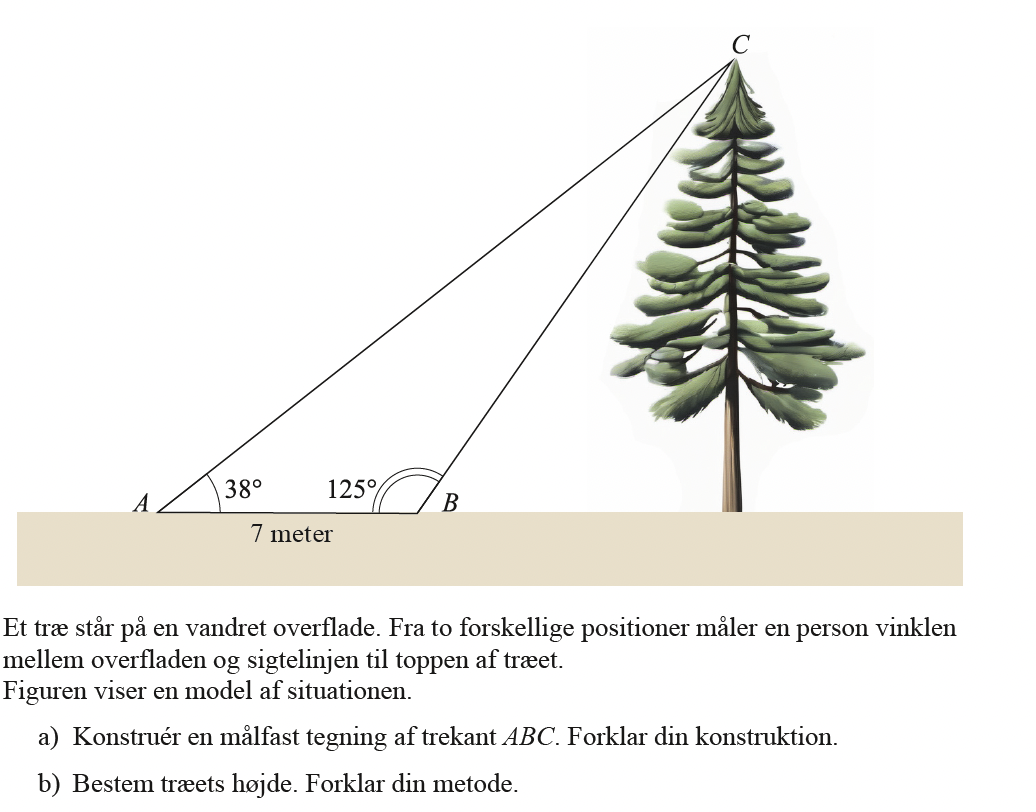 C
A
38°
125°
B
7 meter
Et træ står på en vandret overflade. Fra to forskellige positioner måler en person vinklen
mellem overfladen og sigtelinjen til toppen af træet.
Figuren viser en model af situationen.
a) Konstruér en målfast tegning af trekant ABC. Forklar din konstruktion.
b) Bestem træets højde. Forklar din metode.